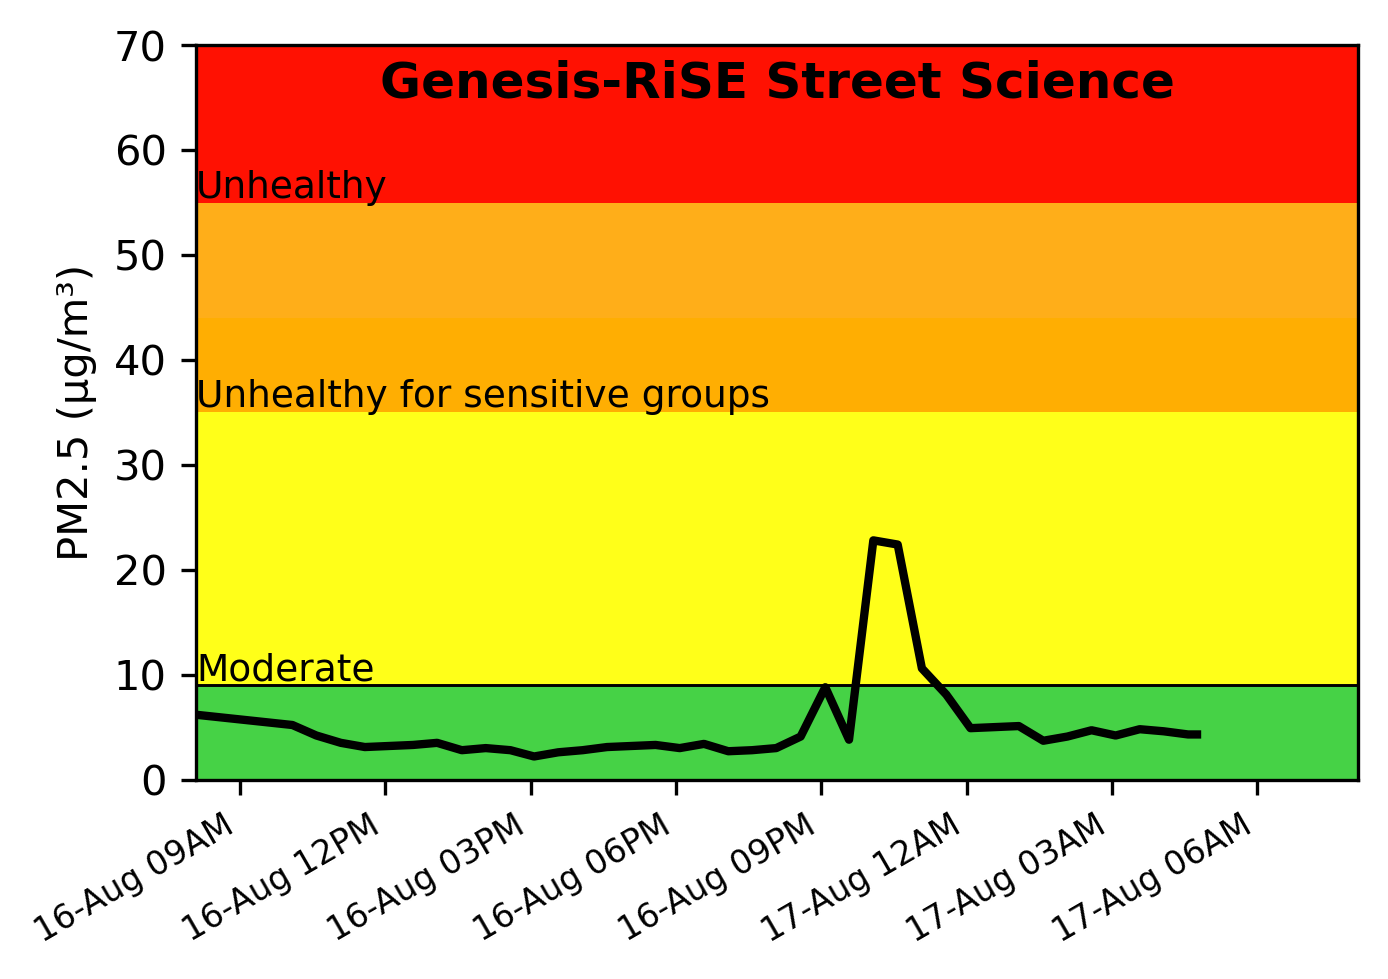 Genesis-RiSE Street Science
PM2.5 (µg/m³)
70
60
Unhealthy
50
40
Unhealthy for sensitive groups
30
20
10
Moderate
0
16-Aug 09AM
16-Aug 12PM
16-Aug 03PM
16-Aug 06PM
16-Aug 09PM
17-Aug 12AM
17-Aug 03AM
17-Aug 06AM